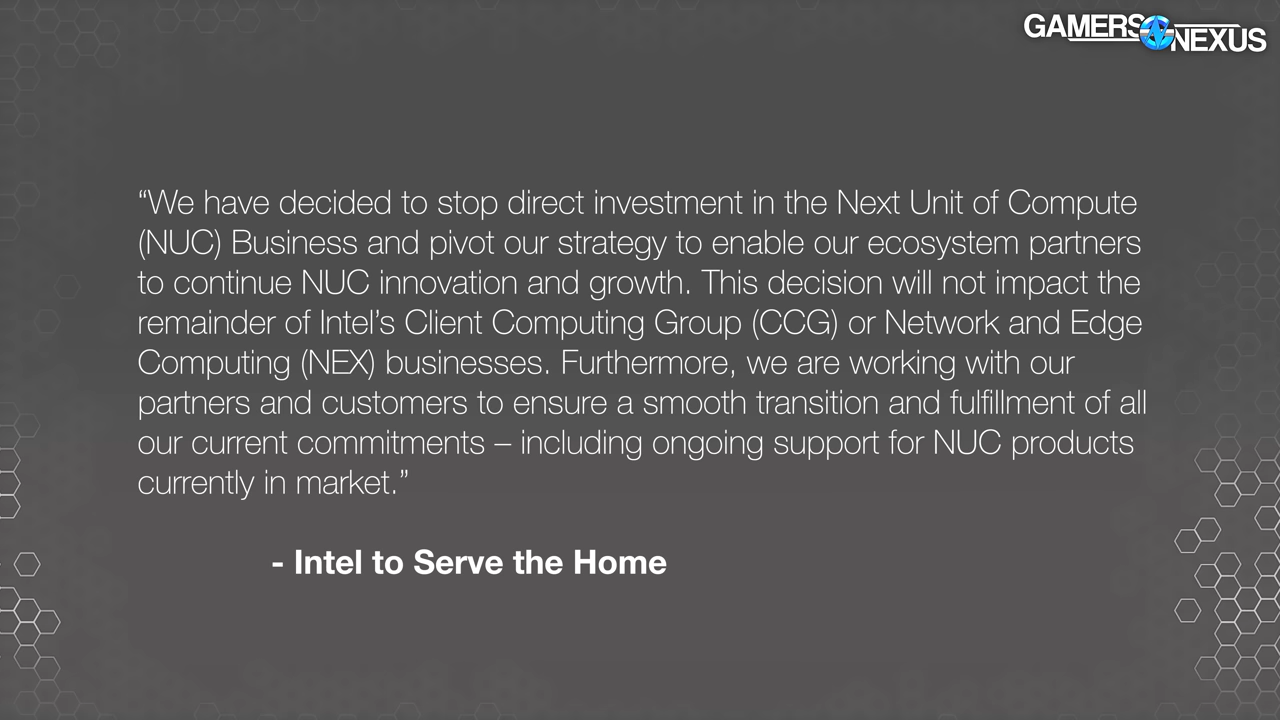 GAMERS NEXUS
“We have decided to stop direct investment in the Next Unit of Compute
(NUC) Business and pivot our strategy to enable our ecosystem partners
to continue NUC innovation and growth. This decision will not impact the
remainder of Intel’s Client Computing Group (CCG) or Network and Edge
Computing (NEX) businesses. Furthermore, we are working with our
partners and customers to ensure a smooth transition and fulfillment of all
our current commitments – including ongoing support for NUC products
currently in market.”
- Intel to Serve the Home